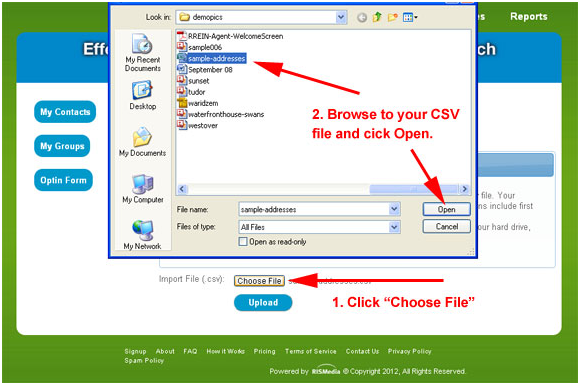 Look in: demopics
es Reports
Effe ch
My Recent Documents
Desktop
My Documents
My Computer
My Network
RREIN-Agent-WelcomeScreen
sample006
sample-addresses
September 08
sunset
tudor
waridzem
waterfronthouse-swans
westover
2. Browse to your CSV
file and cick Open.
File name: sample-addresses Open
Files of type: All Files Cancel
Open as read-only
My Contacts
My Groups
Optin Form
y file. Your
ns include first
our hard drive,
Import File (.csv): Choose File sample-addresses.csv
1. Click “Choose File”
Upload
Signup About FAQ How it Works Pricing Terms of Service Contact Us Privacy Policy
Spam Policy
Powered by RISMedia © Copyright 2012, All Rights Reserved.